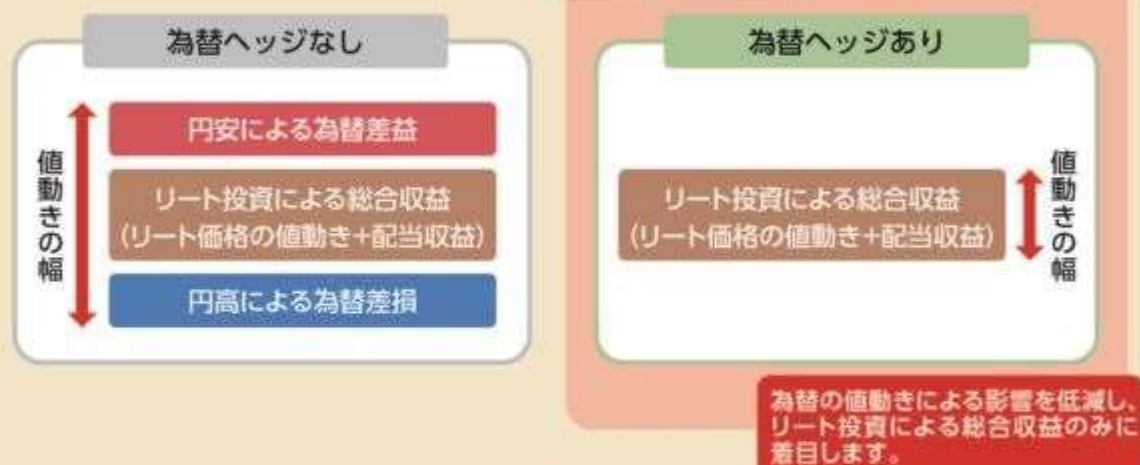 為替ヘッジなし
値動きの幅
円安による為替差益
リート投資による総合収益
(リート価格の値動き+配当収益)
円高による為替差損
為替ヘッジあり
リート投資による総合収益
(リート価格の値動き+配当収益)
値動きの幅
為替の値動きによる影響を低減し、
リート投資による総合収益のみに
着目します。